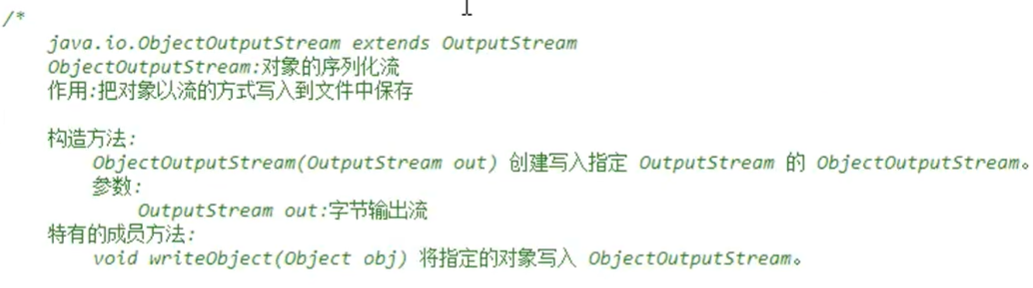 /*
java.io.ObjectOutputStream extends OutputStream
ObjectOutputStream:对象的序列化流
作用:把对象以流的方式写入到文件中保存
构造方法:
ObjectOutputStream(OutputStream out) 创建写入指定 OutputStream 的 ObjectOutputStream。
参数:
OutputStream out:字节输出流
特有的成员方法:
void writeObject(Object obj) 将指定的对象写入 ObjectOutputStream。